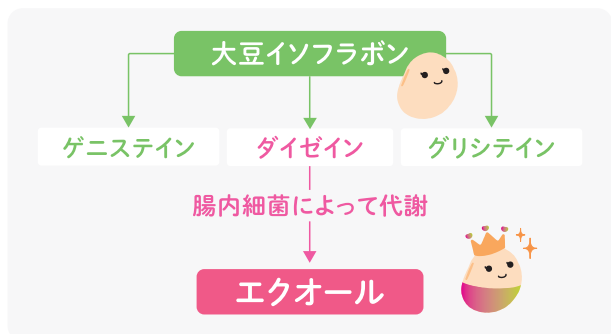 大豆イソフラボン
ゲニステイン
ダイゼイン
グリシテイン
腸内細菌によって代謝
エクオール